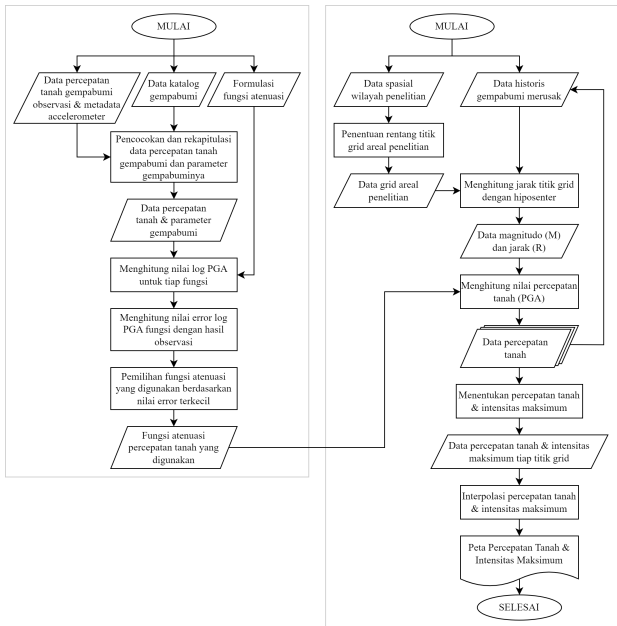 MULAI
Data percepatan
tanah gempabumi
observasi & metadata
accelerometer
Data katalog
gempabumi
Formulasi
fungsi atenuasi
Pencocokan dan rekapitulasi
data percepatan tanah
gempabumi dan parameter
gempabuminya
Data percepatan
tanah & parameter
gempabumi
Menghitung nilai log PGA
untuk tiap fungsi
Menghitung nilai error log
PGA fungsi dengan hasil
observasi
Pemilihan fungsi atenuasi
yang digunakan berdasarkan
nilai error terkecil
Fungsi atenuasi
percepatan tanah yang
digunakan
MULAI
Data spasial
wilayah penelitian
Data historis
gempabumi merusak
Penentuan rentang titik
grid areal penelitian
Data grid areal
penelitian
Menghitung jarak titik grid
dengan hiposenter
Data magnitudo (M)
dan jarak (R)
Menghitung nilai percepatan
tanah (PGA)
Data percepatan
tanah
Menentukan percepatan tanah
& intensitas maksimum
Data percepatan tanah & intensitas
maksimum tiap titik grid
Interpolasi percepatan tanah
& intensitas maksimum
Peta Percepatan Tanah &
Intensitas Maksimum
SELESAI